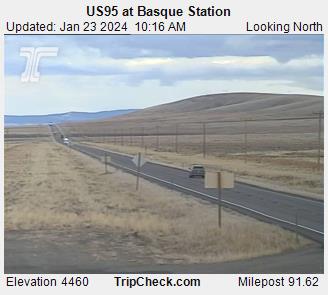 US95 at Basque Station
Updated: Jan 23 2024 10:16 AM Looking North
Elevation 4460 TripCheck.com Milepost 91.62